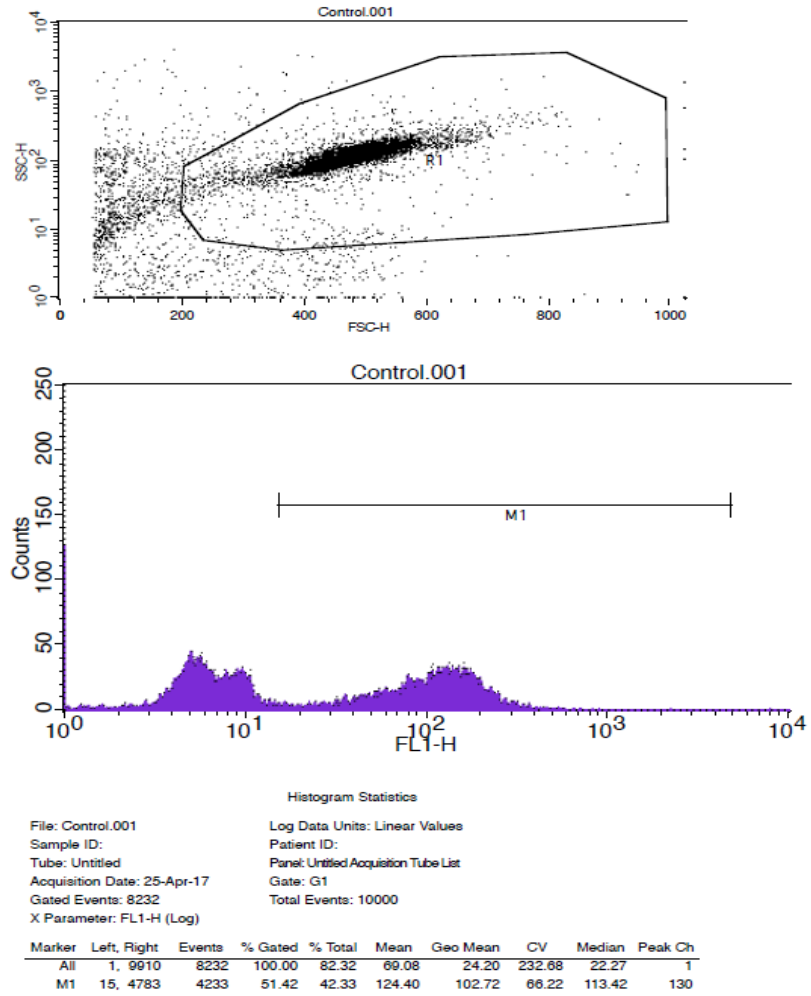 Control.001
10^4
10^3
10^2
10^1
10^0
SSC-H
R1
0 200 400 600 800 1000
FSC-H
Control.001
250
200
150
100
50
0
Counts
M1
10^0 10^1 10^2 10^3 10^4
FL1-H
Histogram Statistics
File: Control.001 Log Data Units: Linear Values
Sample ID: Patient ID:
Tube: Untitled Panel: Untitled Acquisition Tube List
Acquisition Date: 25-Apr-17 Gate: G1
Gated Events: 8232 Total Events: 10000
X Parameter: FL1-H (Log)
Marker Left, Right Events % Gated % Total Mean Geo Mean CV Median Peak Ch
All 1, 9910 8232 100.00 82.32 69.08 24.20 232.68 22.27 1
M1 15, 4783 4233 51.42 42.33 124.40 102.72 66.22 113.42 130